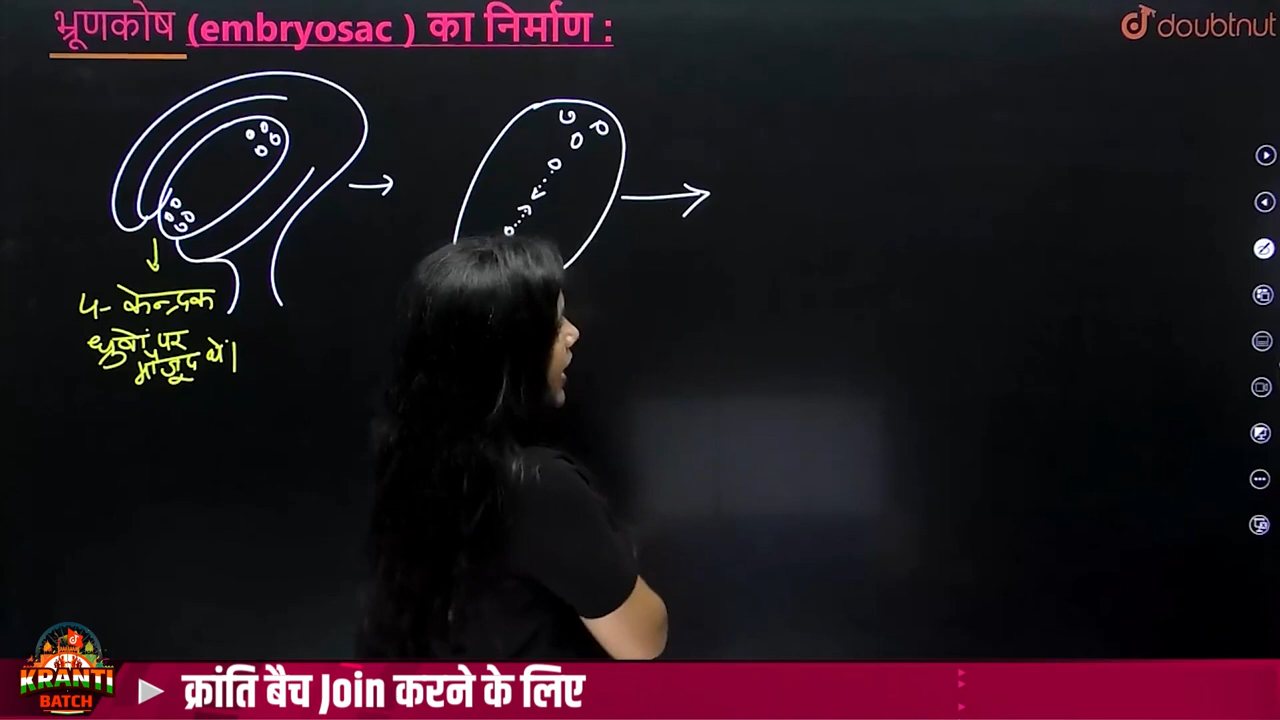 भ्रूणकोष (embryosac ) का निर्माण :
doubtnut
4- केन्द्रक
ध्रुवों पर
मौजूद थे।
KRANTI
BATCH
क्रांति बैच Join करने के लिए